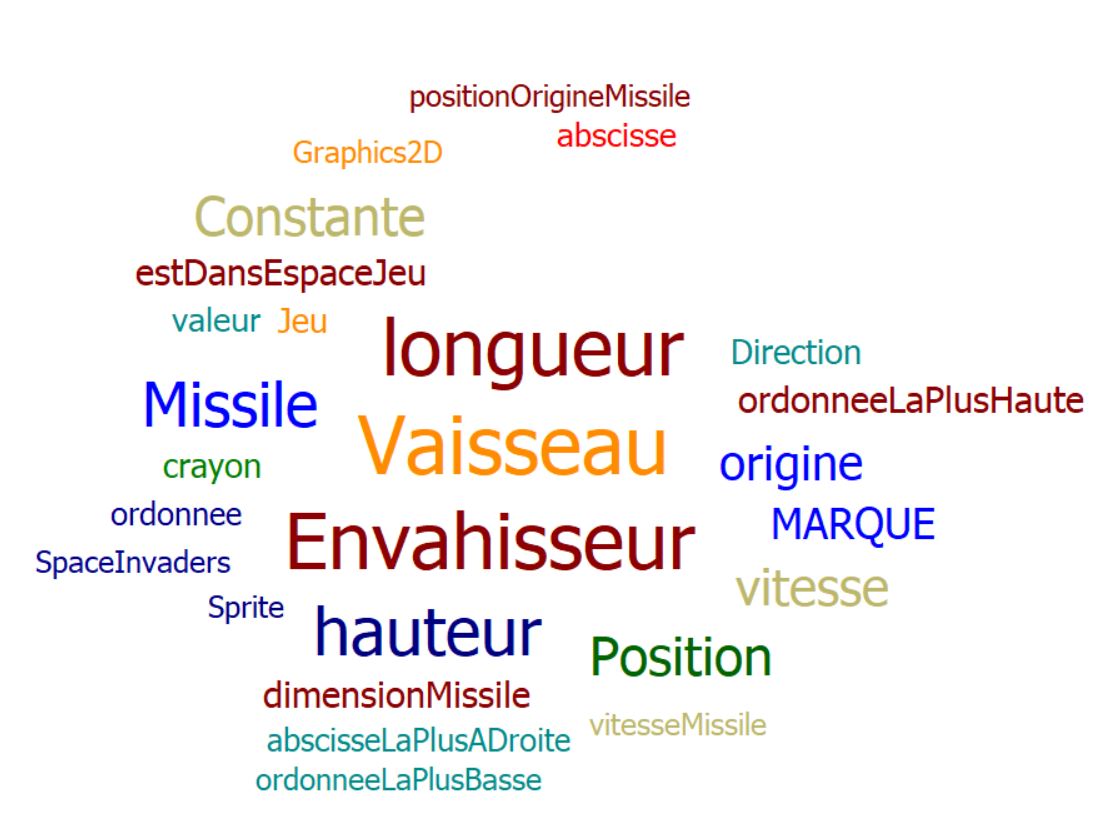 positionOrigineMissile
abscisse
Graphics2D
Constante
estDansEspaceJeu
valeur Jeu
longueur
Direction
Missile
ordonneeLaPlusHaute
Vaisseau
crayon
origine
ordonnee
MARQUE
Envahisseur
SpaceInvaders
vitesse
Sprite
hauteur
Position
dimensionMissile
vitesseMissile
abscisseLaPlusADroite
ordonneeLaPlusBasse